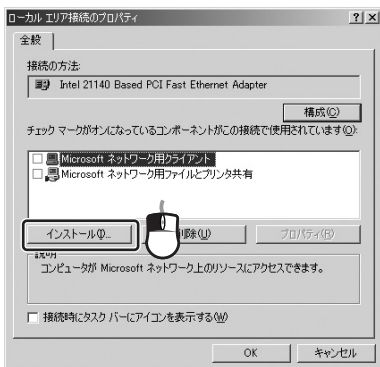 ローカル エリア接続のプロパティ
全般
接続の方法:
Intel 21140 Based PCI Fast Ethernet Adapter
構成(C)
チェック マークがオンになっているコンポーネントがこの接続で使用されています(O):
Microsoft ネットワーク用クライアント
Microsoft ネットワーク用ファイルとプリンタ共有
インストール(I)...
削除(U)
プロパティ(R)
説明
コンピュータが Microsoft ネットワーク上のリソースにアクセスできます。
接続時にタスク バーにアイコンを表示する(W)
OK
キャンセル